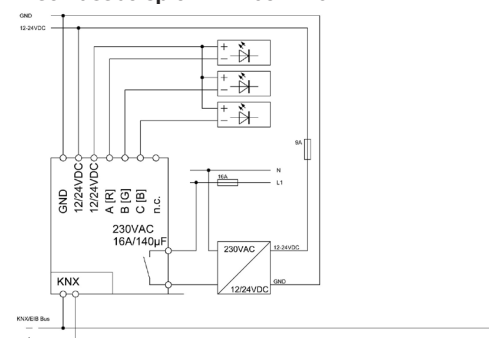 GND
12-24VDC
+
−
+
−
+
−
9A
N
16A
L1
GND
12/24VDC
12/24VDC
A [R]
B [G]
C [B]
n.c.
230VAC
16A/140µF
KNX
230VAC
12/24VDC
12-24VDC
GND
KNX/EIB Bus